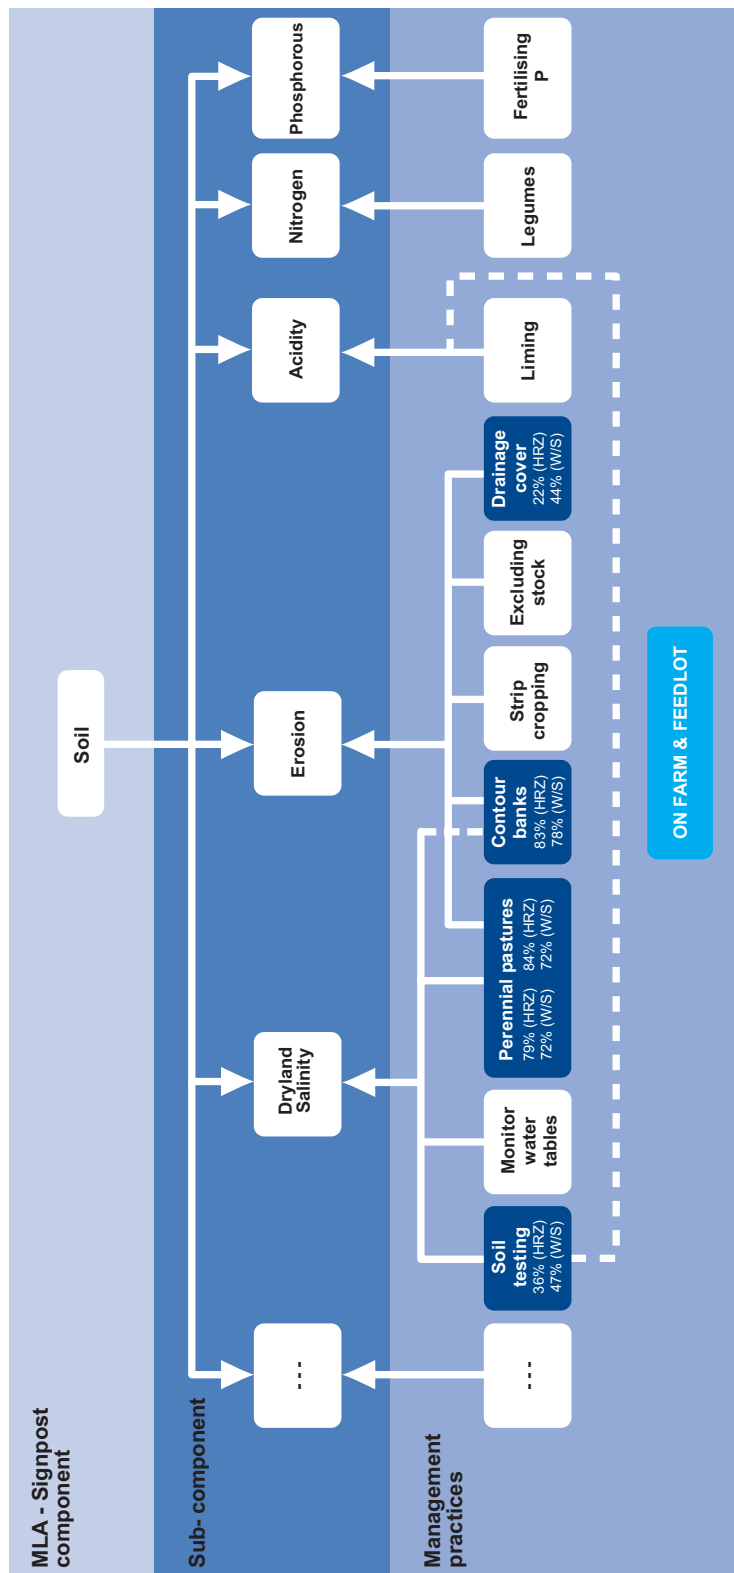 MLA - Signpost
component
Soil
Sub- component
- - -
Dryland
Salinity
Erosion
Acidity
Nitrogen
Phosphorous
Management
practices
- - -
Soil
testing
36% (HRZ)
47% (W/S)
Monitor
water
tables
Perennial pastures
79% (HRZ) 84% (HRZ)
72% (W/S) 72% (W/S)
Contour
banks
83% (HRZ)
78% (W/S)
Strip
cropping
Excluding
stock
Drainage
cover
22% (HRZ)
44% (W/S)
Liming
Legumes
Fertilising
P
ON FARM & FEEDLOT